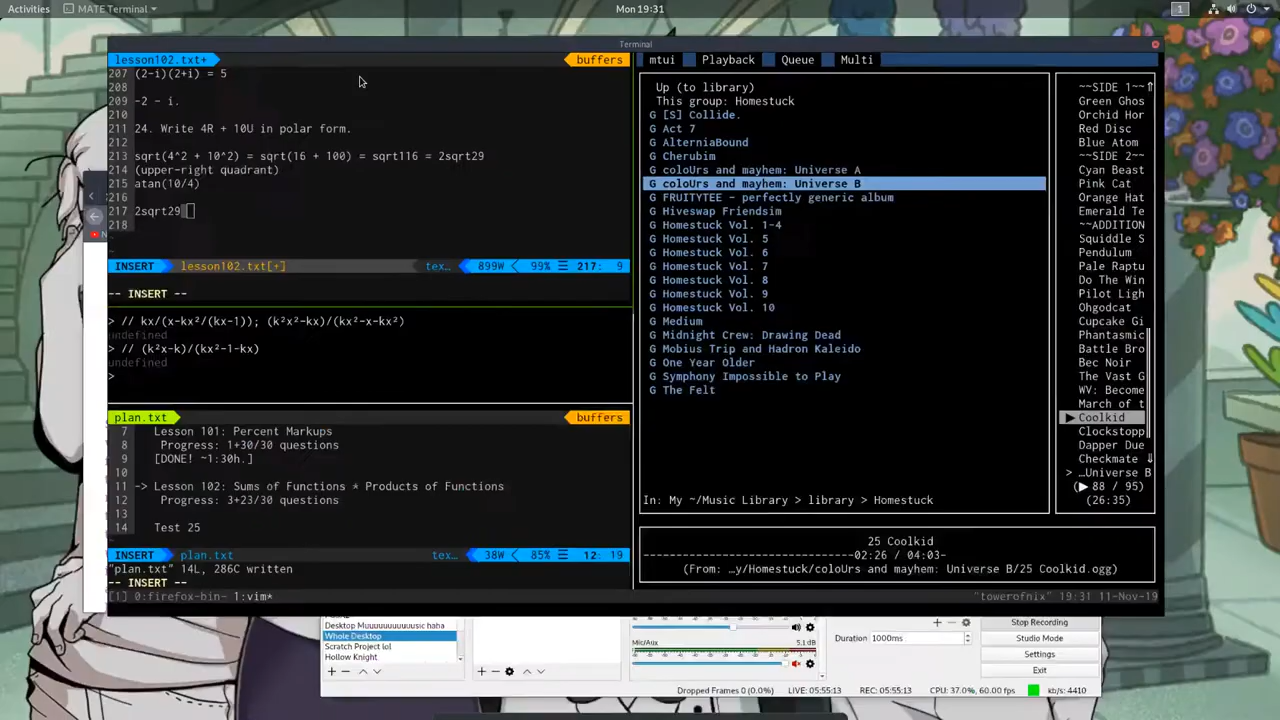 Activities
MATE Terminal
Mon 19:31
1
Terminal
lesson102.txt+
buffers
207 (2-i)(2+i) = 5
208
209 -2 - i.
210
211 24. Write 4R + 10U in polar form.
212
213 sqrt(4^2 + 10^2) = sqrt(16 + 100) = sqrt116 = 2sqrt29
214 (upper-right quadrant)
215 atan(10/4)
216
217 2sqrt29
218
INSERT lesson102.txt[+] tex… 899W 99% 217: 9
-- INSERT --
> // kx/(x-kx²/(kx-1)); (k²x²-kx)/(kx²-x-kx²)
undefined
> // (k²x-k)/(kx²-1-kx)
undefined
>
plan.txt
buffers
7 Lesson 101: Percent Markups
8 Progress: 1+30/30 questions
9 [DONE! ~1:30h.]
10
11 -> Lesson 102: Sums of Functions * Products of Functions
12 Progress: 3+23/30 questions
13
14 Test 25
INSERT plan.txt tex… 38W 85% 12: 19
"plan.txt" 14L, 286C written
-- INSERT --
[1] 0:firefox-bin- 1:vim*
"towerofnix" 19:31 11-Nov-19
mtui Playback Queue Multi
Up (to library)
This group: Homestuck
G [S] Collide.
G Act 7
G AlterniaBound
G Cherubim
G coloUrs and mayhem: Universe A
G coloUrs and mayhem: Universe B
G FRUITYTEE – perfectly generic album
G Hiveswap Friendsim
G Homestuck Vol. 1-4
G Homestuck Vol. 5
G Homestuck Vol. 6
G Homestuck Vol. 7
G Homestuck Vol. 8
G Homestuck Vol. 9
G Homestuck Vol. 10
G Medium
G Midnight Crew: Drawing Dead
G Mobius Trip and Hadron Kaleido
G One Year Older
G Symphony Impossible to Play
G The Felt
In: My ~/Music Library > library > Homestuck
~~SIDE 1~~
Green Ghos
Orchid Hor
Red Disc
Blue Atom
~~SIDE 2~~
Cyan Beast
Pink Cat
Orange Hat
Emerald Te
~~ADDITION
Squiddle S
Pendulum
Pale Raptu
Do The Win
Pilot Ligh
Ohgodcat
Cupcake Gi
Phantasmic
Battle Bro
Bec Noir
The Vast G
WV: Become
March of t
Coolkid
Clockstopp
Dapper Due
Checkmate
> …Universe B
(▶ 88 / 95)
(26:35)
25 Coolkid
02:26 / 04:03
(From: …y/Homestuck/coloUrs and mayhem: Universe B/25 Coolkid.ogg)
Desktop Muuuuuuuuuusic haba
Whole Desktop
Scratch Project lol
Hollow Knight
Mic/Aux
5.1 dB
Duration 1000ms
Stop Recording
Studio Mode
Settings
Exit
Dropped Frames 0 (0.0%) LIVE: 05:55:13 REC: 05:55:13 CPU: 37.0%, 60.00 fps kb/s: 4410